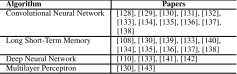 Algorithm Papers
Convolutional Neural Network [128], [129], [130], [131], [132],
[133], [134], [135], [136], [137],
[138]
Long Short-Term Memory [108], [130], [139], [133], [140],
[134], [135], [136], [137], [138]
Deep Neural Network [110], [133], [141], [142]
Multilayer Perceptron [130], [143]